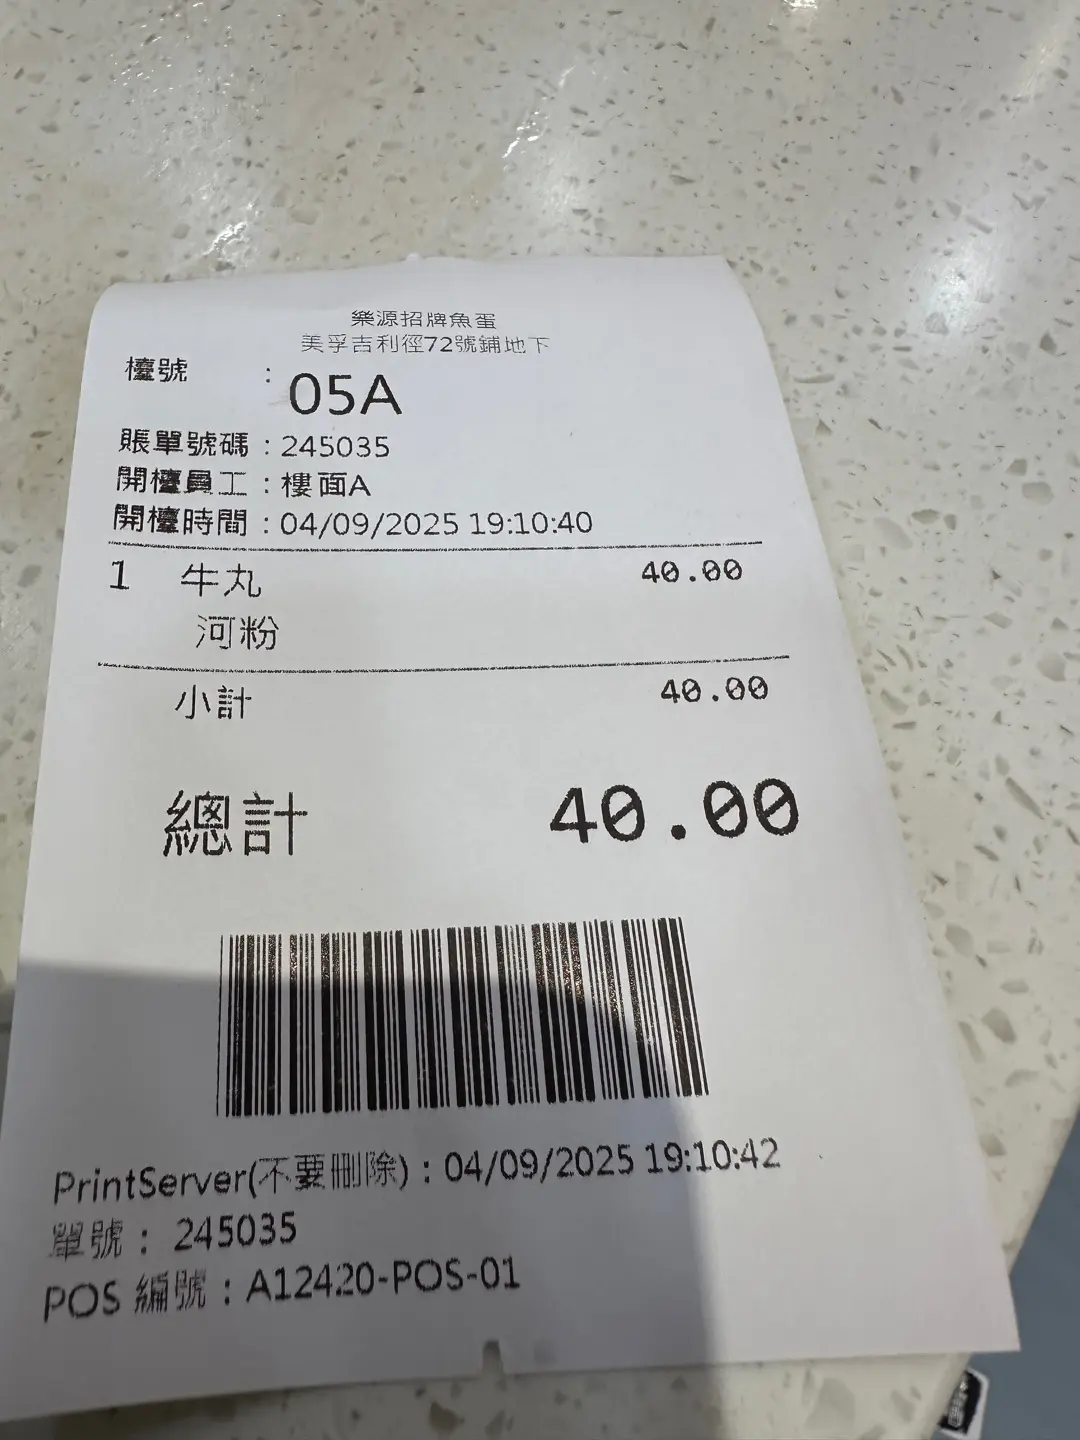 樂源招牌魚蛋
美孚吉利徑72號鋪地下
檯號 : 05A
賬單號碼 : 245035
開檯員工 : 樓面A
開檯時間 : 04/09/2025 19:10:40
1 牛丸 40.00
河粉
小計 40.00
總計 40.00
PrintServer(不要刪除) : 04/09/2025 19:10:42
單號 : 245035
POS 編號 : A12420-POS-01